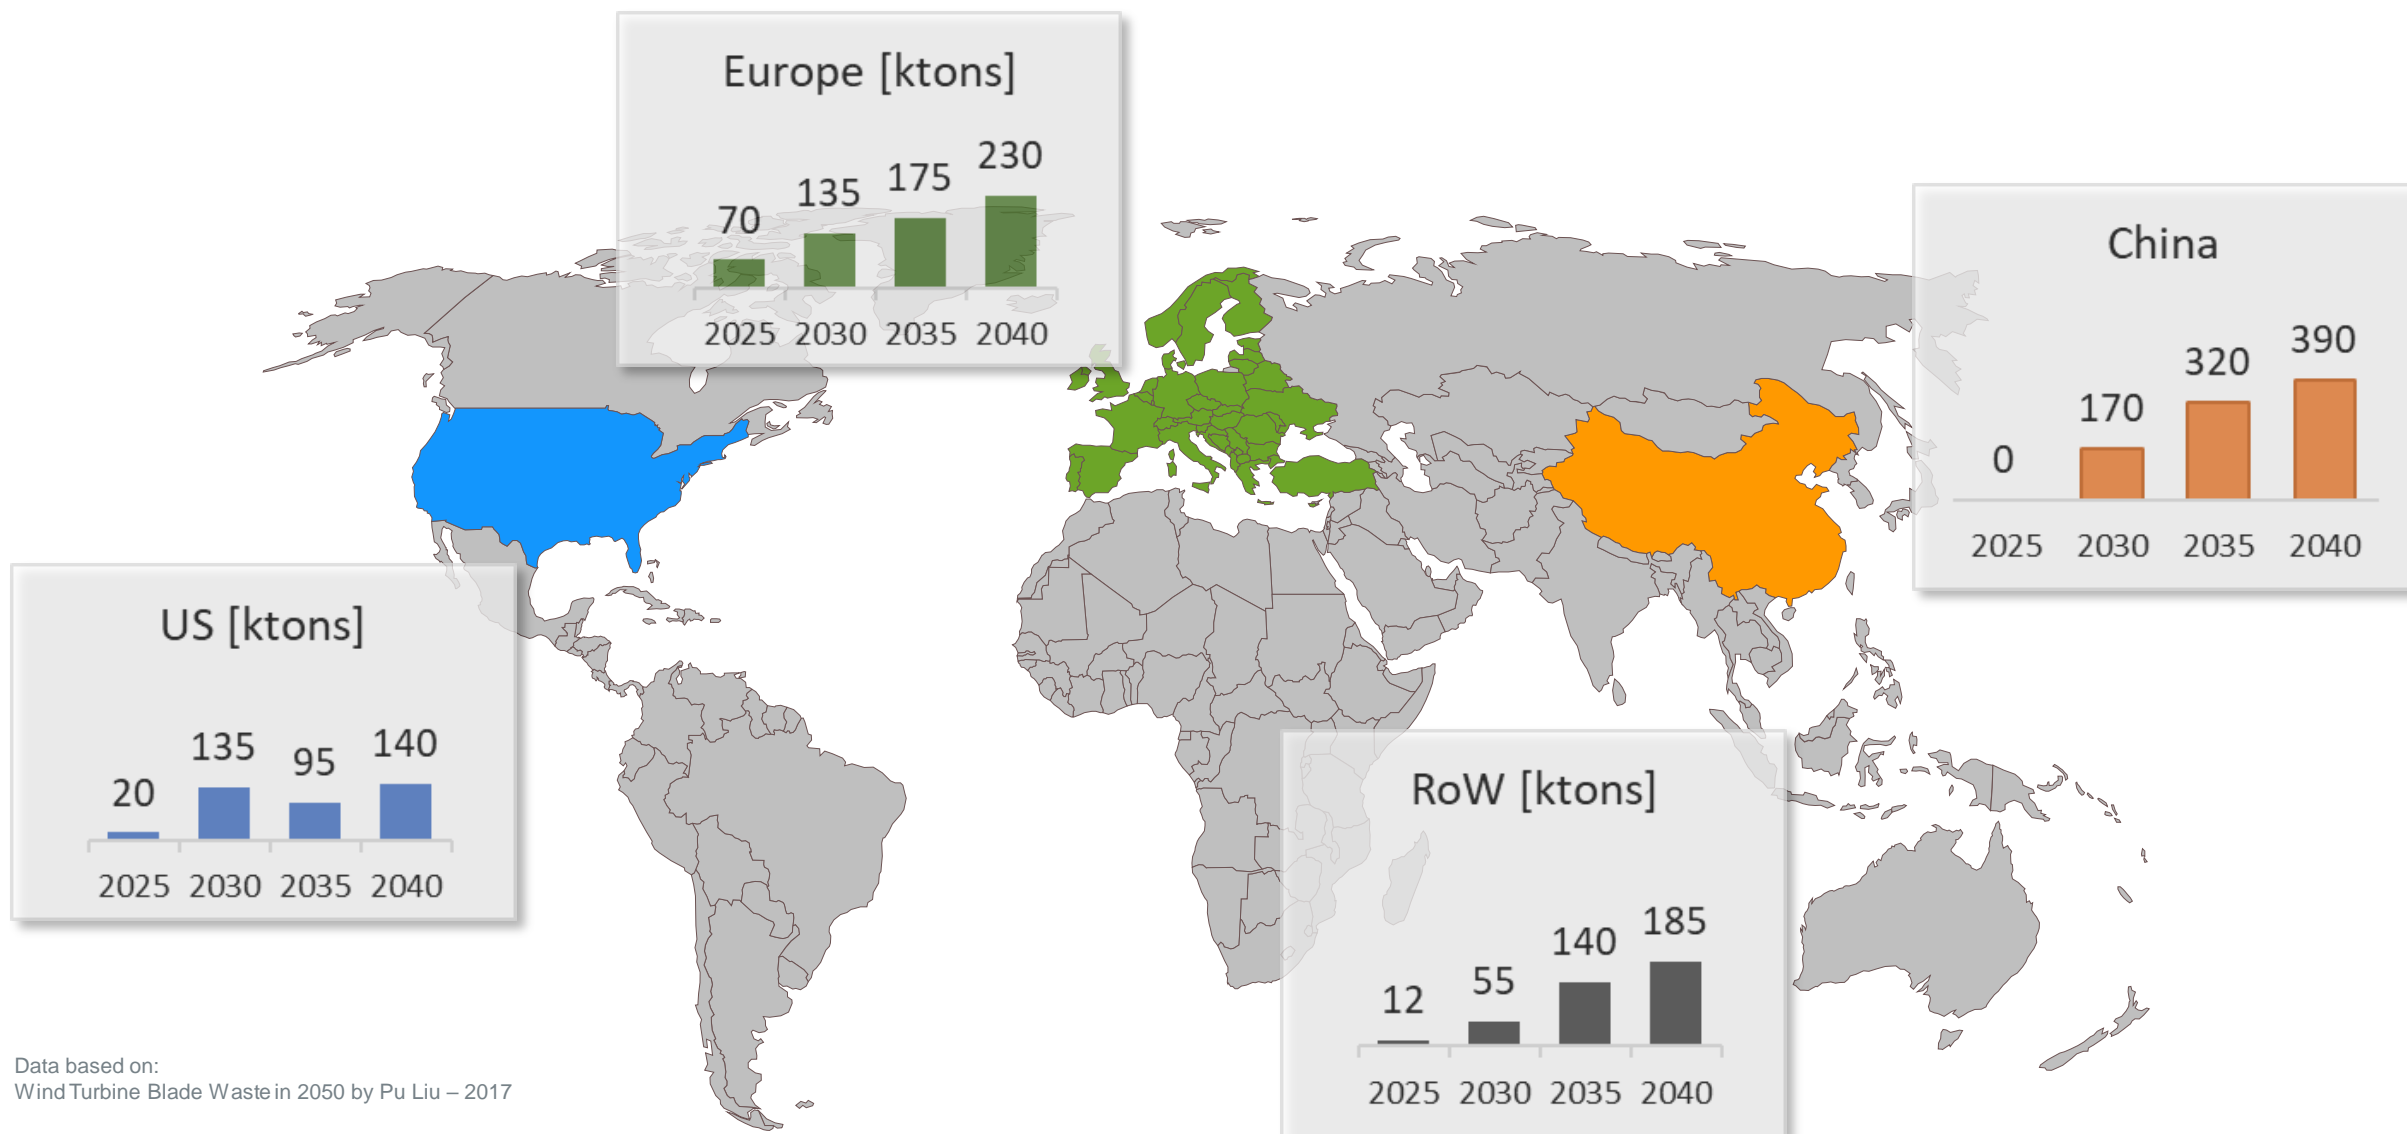 Europe [ktons]
70 135 175 230
2025 2030 2035 2040
China
0 170 320 390
2025 2030 2035 2040
US [ktons]
20 135 95 140
2025 2030 2035 2040
RoW [ktons]
12 55 140 185
2025 2030 2035 2040
Data based on:
Wind Turbine Blade Waste in 2050 by Pu Liu – 2017